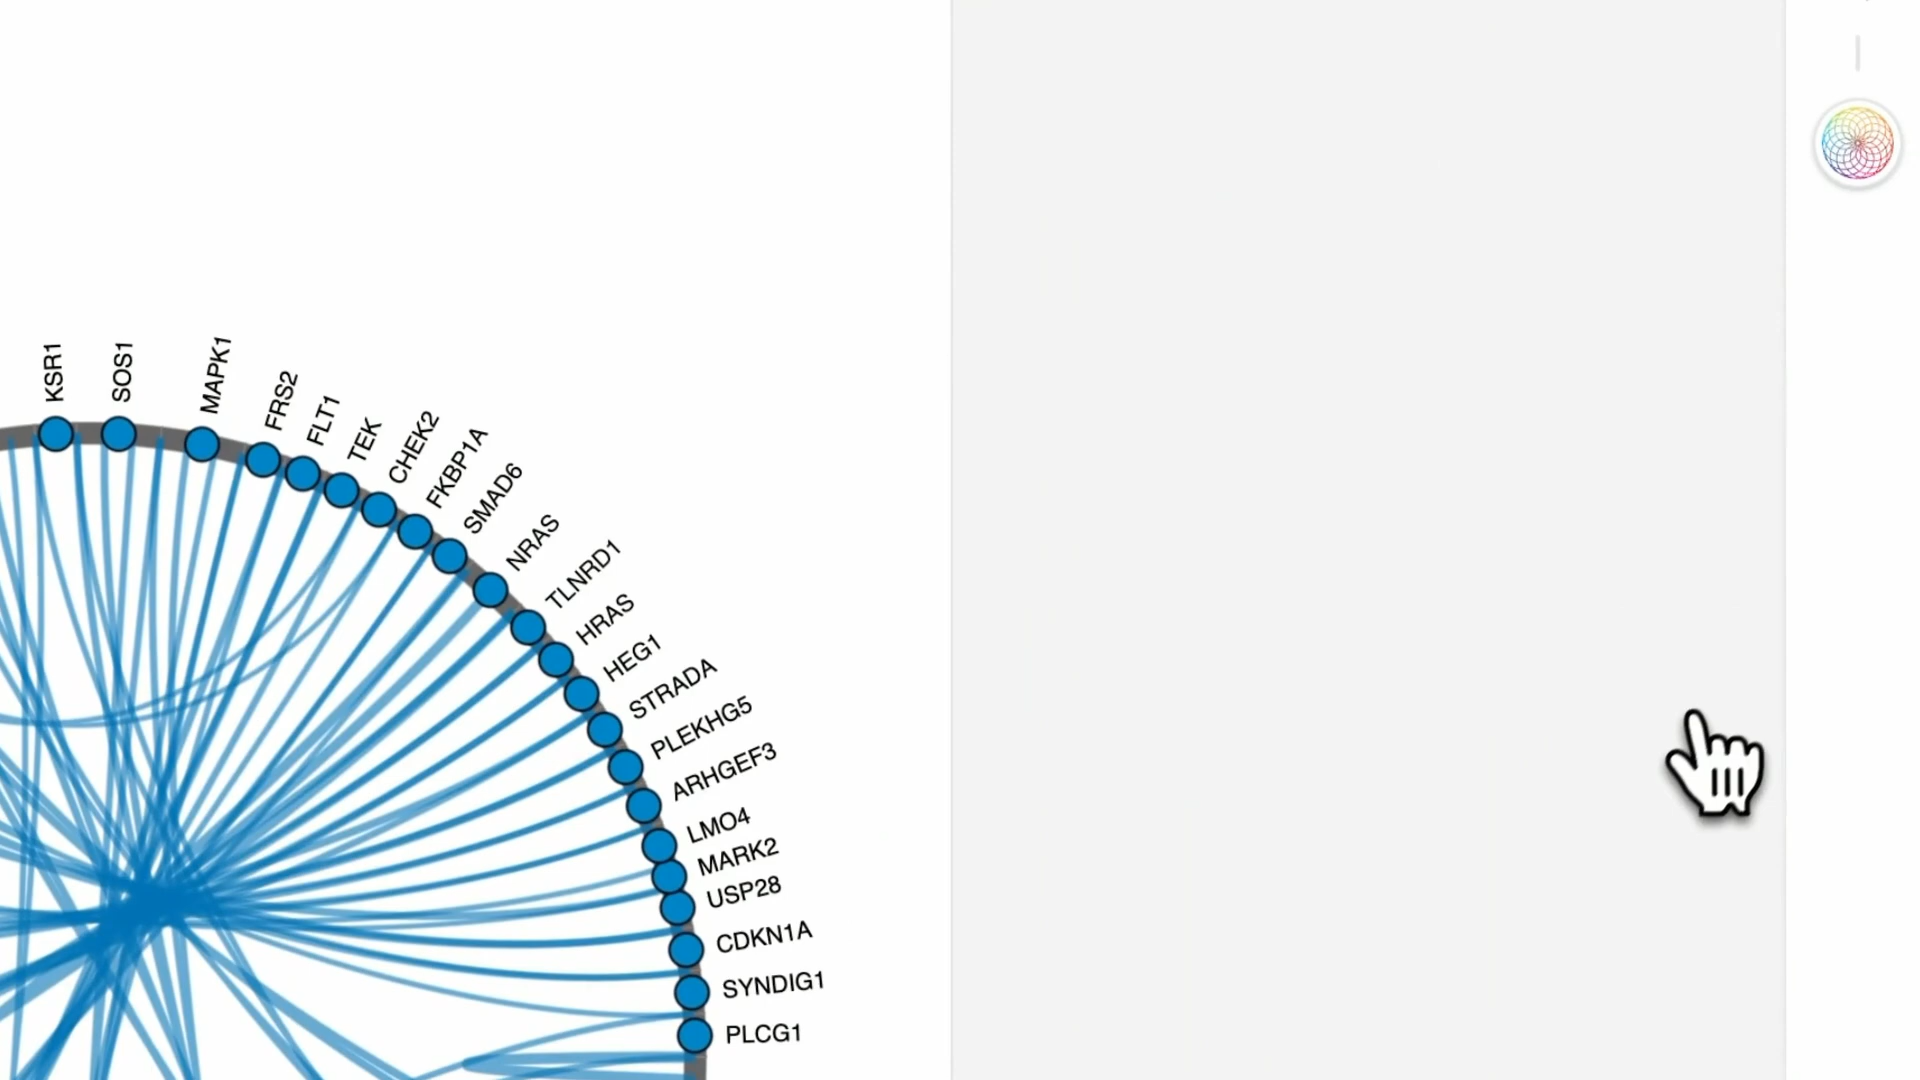 KSR1
SOS1
MAPK1
FRS2
FLT1
TEK
CHEK2
FKBP1A
SMAD6
NRAS
TLNRD1
HRAS
HEG1
STRADA
PLEKHG5
ARHGEF3
LMO4
MARK2
USP28
CDKN1A
SYNDIG1
PLCG1